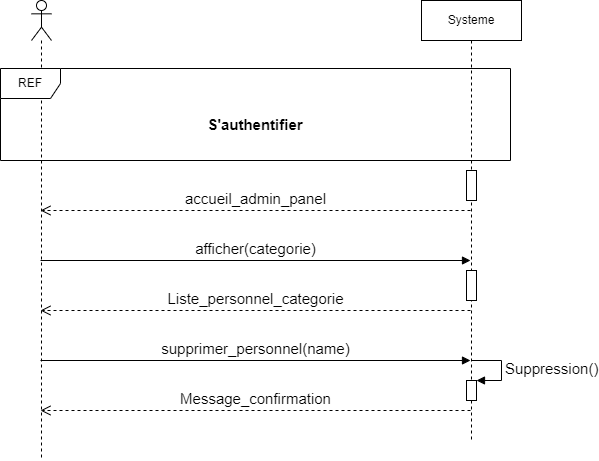 Systeme
REF
S'authentifier
accueil_admin_panel
afficher(categorie)
Liste_personnel_categorie
supprimer_personnel(name)
Suppression()
Message_confirmation